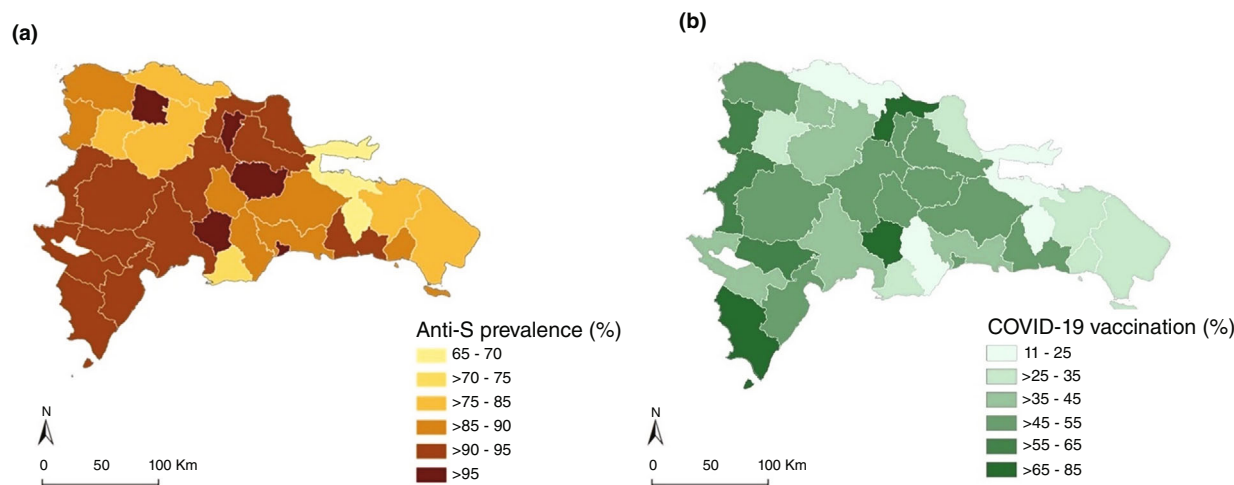 (a)
Anti-S prevalence (%)
65 - 70
>70 - 75
>75 - 85
>85 - 90
>90 - 95
>95
N
0 50 100 Km
(b)
COVID-19 vaccination (%)
11 - 25
>25 - 35
>35 - 45
>45 - 55
>55 - 65
>65 - 85
N
0 50 100 Km